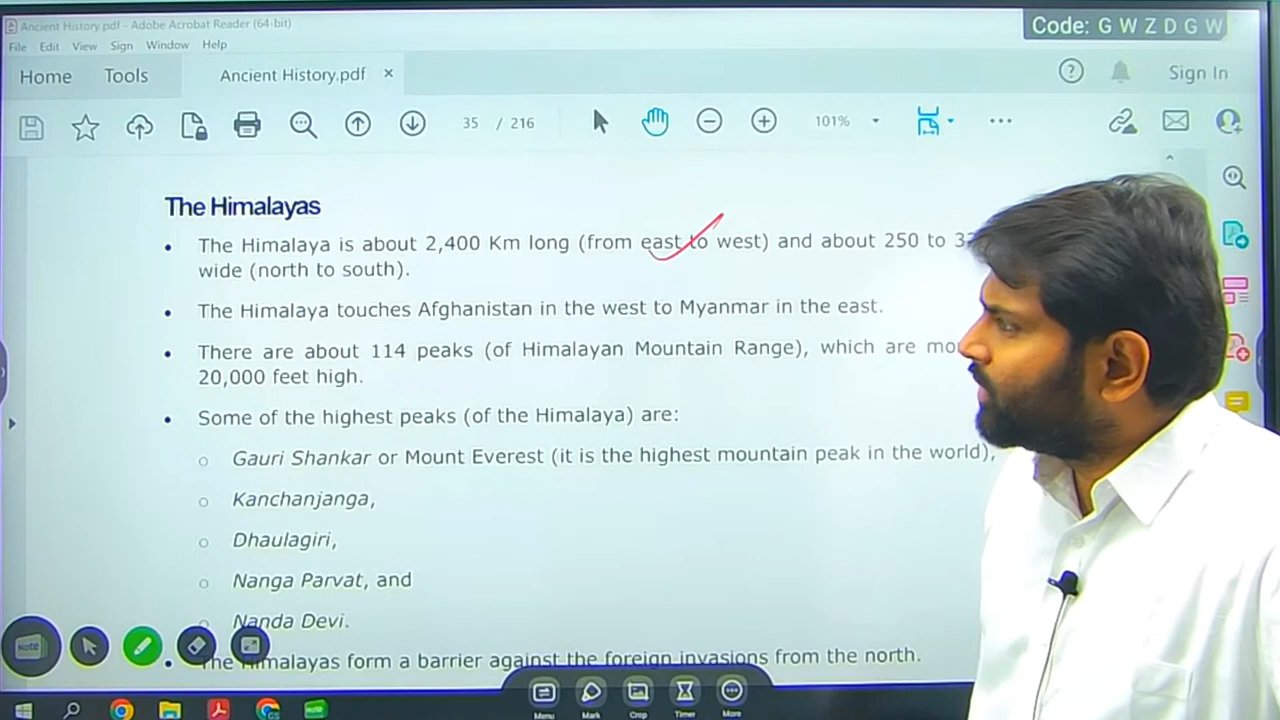 Ancient History.pdf - Adobe Acrobat Reader (64-bit)
Code: G W Z D G W
File Edit View Sign Window Help
Home Tools Ancient History.pdf × Sign In
35 / 216 101%
The Himalayas
• The Himalaya is about 2,400 Km long (from east to west) and about 250 to
wide (north to south).
• The Himalaya touches Afghanistan in the west to Myanmar in the east.
• There are about 114 peaks (of Himalayan Mountain Range), which are
20,000 feet high.
• Some of the highest peaks (of the Himalaya) are:
o Gauri Shankar or Mount Everest (it is the highest mountain peak in the world),
o Kanchanjanga,
o Dhaulagiri,
o Nanga Parvat, and
o Nanda Devi.
• The Himalayas form a barrier against the foreign invasions from the north.
Note
Menu Mark Crop Timer More